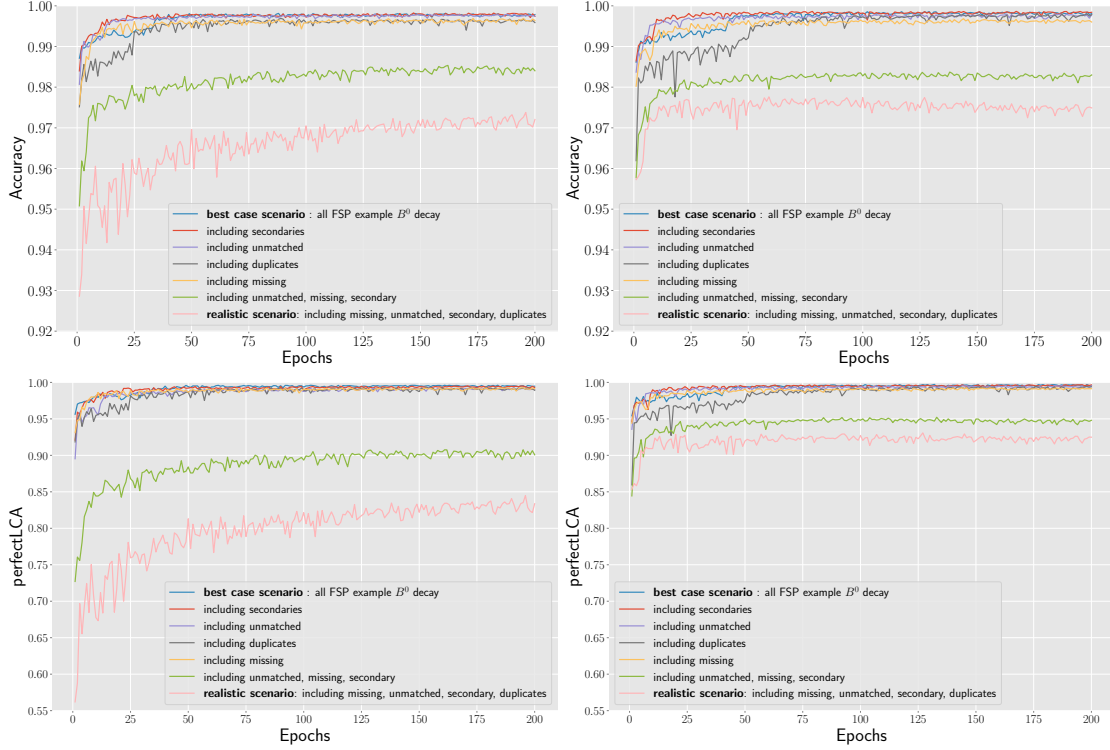 1.00
0.99
0.98
0.97
0.96
0.95
0.94
0.93
0.92
Accuracy
best case scenario : all FSP example B⁰ decay
including secondaries
including unmatched
including duplicates
including missing
including unmatched, missing, secondary
realistic scenario: including missing, unmatched, secondary, duplicates
0 25 50 75 100 125 150 175 200
Epochs
1.00
0.99
0.98
0.97
0.96
0.95
0.94
0.93
0.92
Accuracy
best case scenario : all FSP example B⁰ decay
including secondaries
including unmatched
including duplicates
including missing
including unmatched, missing, secondary
realistic scenario: including missing, unmatched, secondary, duplicates
0 25 50 75 100 125 150 175 200
Epochs
1.00
0.95
0.90
0.85
0.80
0.75
0.70
0.65
0.60
0.55
perfectLCA
best case scenario : all FSP example B⁰ decay
including secondaries
including unmatched
including duplicates
including missing
including unmatched, missing, secondary
realistic scenario: including missing, unmatched, secondary, duplicates
0 25 50 75 100 125 150 175 200
Epochs
1.00
0.95
0.90
0.85
0.80
0.75
0.70
0.65
0.60
0.55
perfectLCA
best case scenario : all FSP example B⁰ decay
including secondaries
including unmatched
including duplicates
including missing
including unmatched, missing, secondary
realistic scenario: including missing, unmatched, secondary, duplicates
0 25 50 75 100 125 150 175 200
Epochs